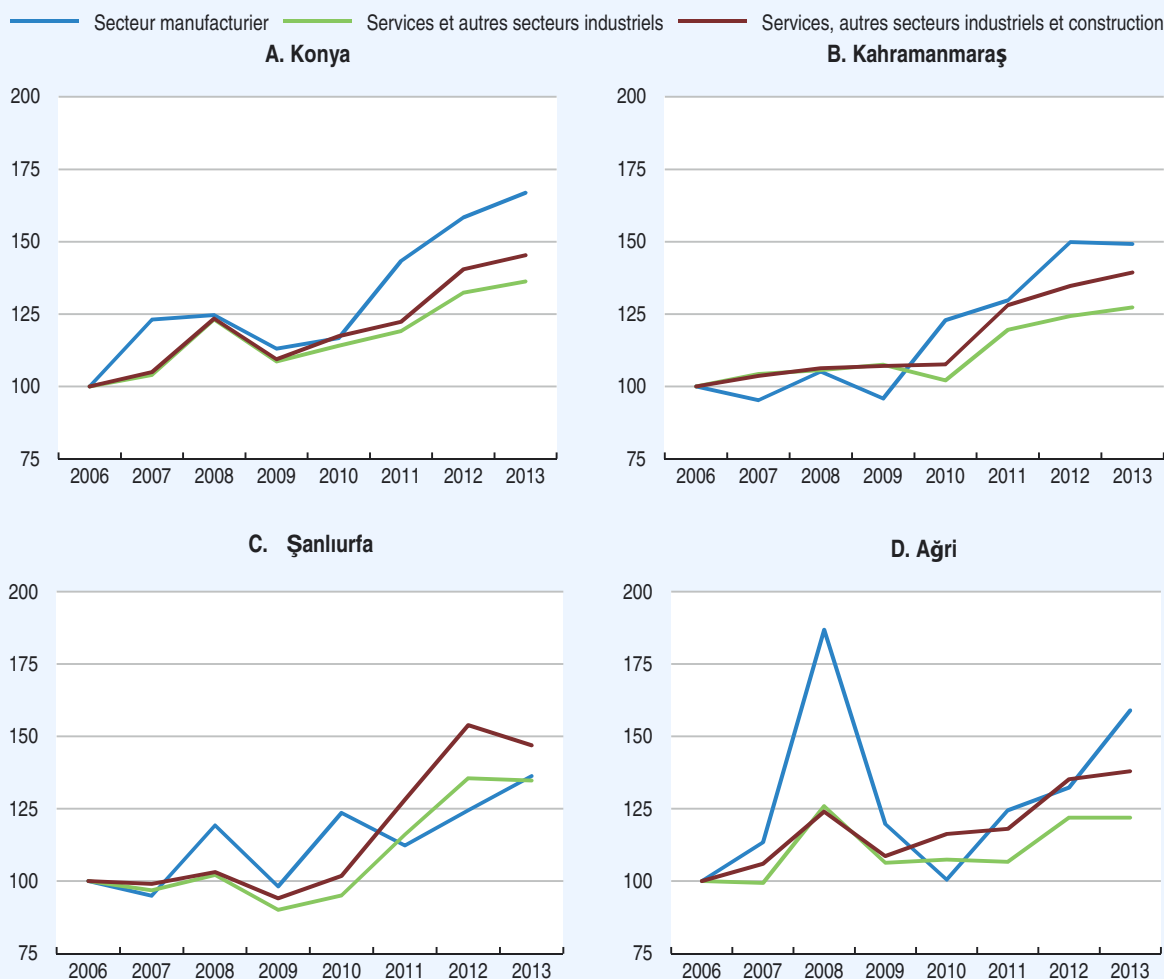 Secteur manufacturier Services et autres secteurs industriels Services, autres secteurs industriels et construction
A. Konya
200
175
150
125
100
75
2006 2007 2008 2009 2010 2011 2012 2013
B. Kahramanmaraş
200
175
150
125
100
75
2006 2007 2008 2009 2010 2011 2012 2013
C. Şanlıurfa
200
175
150
125
100
75
2006 2007 2008 2009 2010 2011 2012 2013
D. Ağri
200
175
150
125
100
75
2006 2007 2008 2009 2010 2011 2012 2013